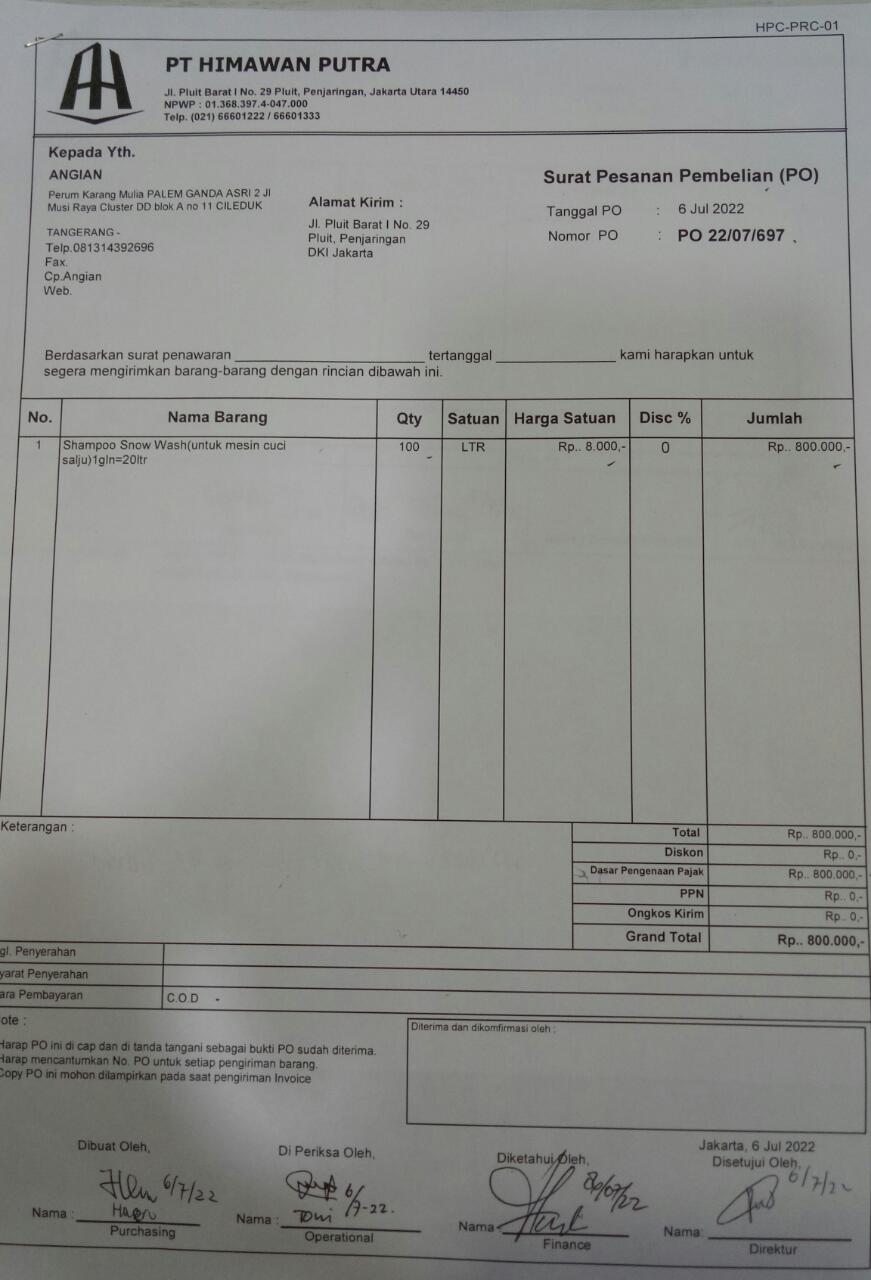 HPC-PRC-01
PT HIMAWAN PUTRA
Jl. Pluit Barat I No. 29 Pluit, Penjaringan, Jakarta Utara 14450
NPWP : 01.368.397.4-047.000
Telp. (021) 66601222 / 66601333
Kepada Yth.
ANGIAN
Perum Karang Mulia PALEM GANDA ASRI 2 Jl
Musi Raya Cluster DD blok A no 11 CILEDUK
TANGERANG -
Telp.081314392696
Fax.
Cp.Angian
Web.
Alamat Kirim :
Jl. Pluit Barat I No. 29
Pluit, Penjaringan
DKI Jakarta
Surat Pesanan Pembelian (PO)
Tanggal PO : 6 Jul 2022
Nomor PO : PO 22/07/697
Berdasarkan surat penawaran ____________ tertanggal ____________ kami harapkan untuk
segera mengirimkan barang-barang dengan rincian dibawah ini.
No. Nama Barang Qty Satuan Harga Satuan Disc % Jumlah
1 Shampoo Snow Wash(untuk mesin cuci 100 LTR Rp.. 8.000,- 0 Rp.. 800.000,-
salju)1gln=20ltr
Keterangan :
Total Rp.. 800.000,-
Diskon Rp.. 0,-
Dasar Pengenaan Pajak Rp.. 800.000,-
PPN Rp.. 0,-
Ongkos Kirim Rp.. 0,-
Grand Total Rp.. 800.000,-
gl. Penyerahan
yarat Penyerahan
ara Pembayaran C.O.D -
ote :
Harap PO ini di cap dan di tanda tangani sebagai bukti PO sudah diterima.
Harap mencantumkan No. PO untuk setiap pengiriman barang.
Copy PO ini mohon dilampirkan pada saat pengiriman Invoice
Diterima dan dikomfirmasi oleh :
Dibuat Oleh,
6/7/22
Nama :
Purchasing
Di Periksa Oleh,
6/7-22.
Nama : Toni
Operational
Diketahui Oleh,
Nama
Finance
Jakarta, 6 Jul 2022
Disetujui Oleh,
6/7/22
Nama:
Direktur